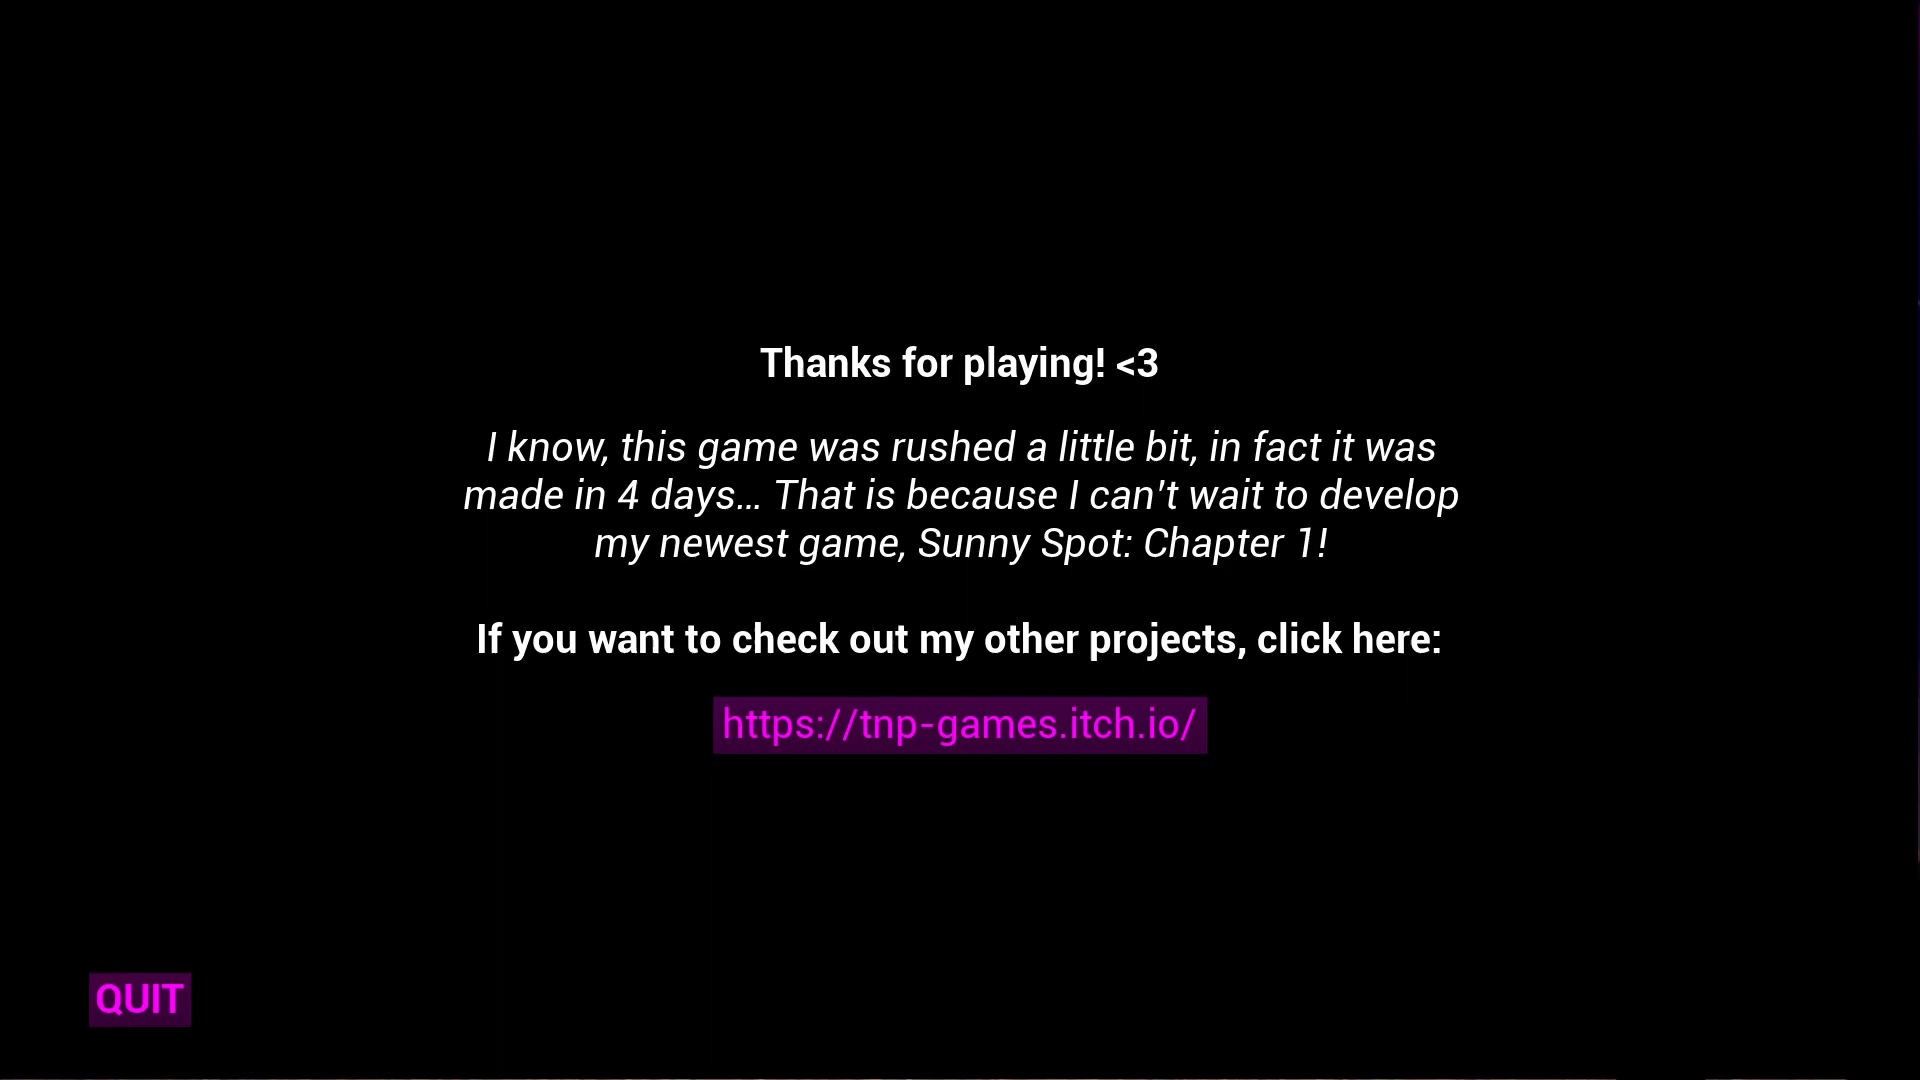 Thanks for playing! <3
I know, this game was rushed a little bit, in fact it was
made in 4 days... That is because I can't wait to develop
my newest game, Sunny Spot: Chapter 1!
If you want to check out my other projects, click here:
https://tnp-games.itch.io/
QUIT